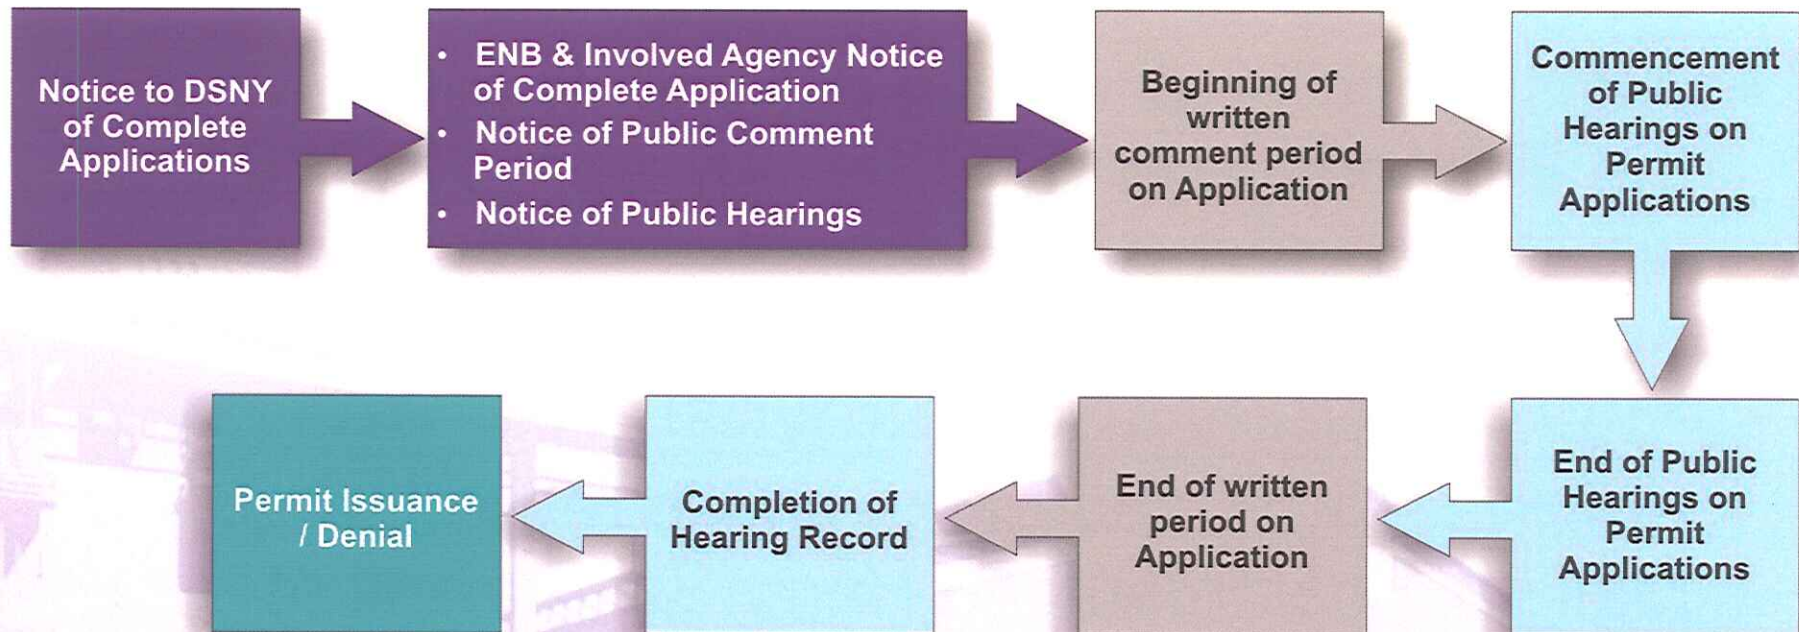 Notice to DSNY
of Complete
Applications
• ENB & Involved Agency Notice
of Complete Application
• Notice of Public Comment
Period
• Notice of Public Hearings
Beginning of
written
comment period
on Application
Commencement
of Public
Hearings on
Permit
Applications
End of Public
Hearings on
Permit
Applications
End of written
period on
Application
Completion of
Hearing Record
Permit Issuance
/ Denial